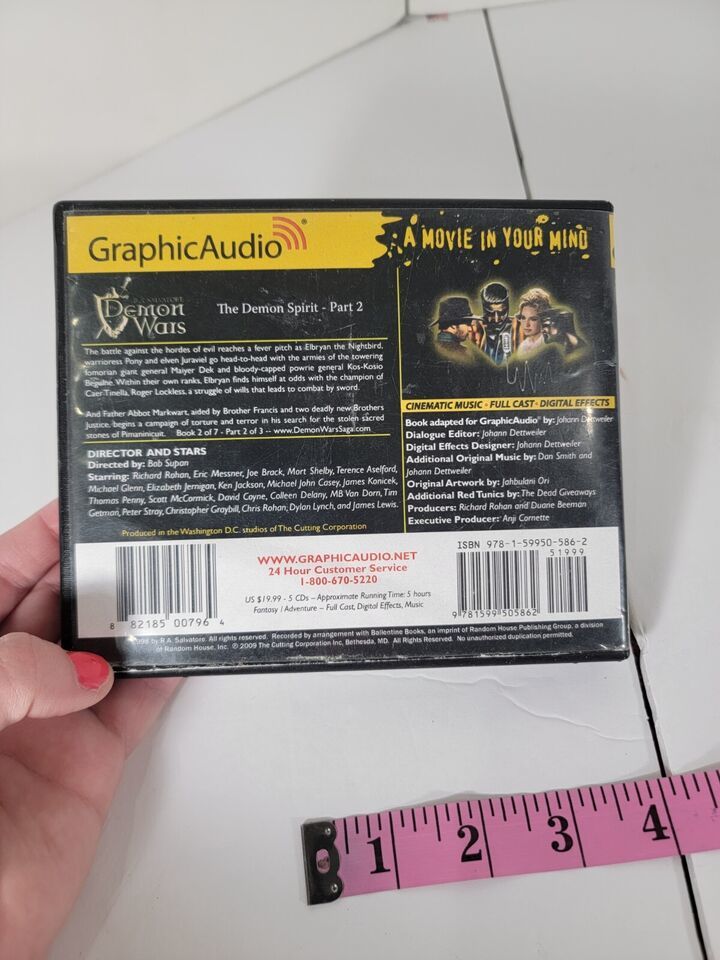 GraphicAudio®
A MOVIE IN YOUR MIND
R.A. SALVATORE'S
DEMON
WARS
The Demon Spirit - Part 2
The battle against the hordes of evil reaches a fever pitch as Elbryan the Nightbird,
warrioress Pony and elven Juraviel go head-to-head with the armies of the towering
fomorian giant general Maiyer Dek and bloody-capped powrie general Kos-Kosio
Begulne. Within their own ranks, Elbryan finds himself at odds with the champion of
Caer Tinella, Roger Lockless, a struggle of wills that leads to combat by sword.
And Father Abbot Markwart, aided by Brother Francis and two deadly new Brothers
Justice, begins a campaign of torture and terror in his search for the stolen sacred
stones of Pimaninicuit. Book 2 of 7 - Part 2 of 3 -- www.DemonWarsSaga.com
DIRECTOR AND STARS
Directed by: Bob Supan
Starring: Richard Rohan, Eric Messner, Joe Brack, Mort Shelby, Terence Aselford,
Michael Glenn, Elizabeth Jernigan, Ken Jackson, Michael John Casey, James Konicek,
Thomas Penny, Scott McCormick, David Coyne, Colleen Delany, MB Van Dorn, Tim
Getman, Peter Stray, Christopher Graybill, Chris Rohan, Dylan Lynch, and James Lewis.
Produced in the Washington D.C. studios of The Cutting Corporation
CINEMATIC MUSIC · FULL CAST · DIGITAL EFFECTS
Book adapted for GraphicAudio® by: Johann Dettweiler
Dialogue Editor: Johann Dettweiler
Digital Effects Designer: Johann Dettweiler
Additional Original Music by: Dan Smith and
Johann Dettweiler
Original Artwork by: Jahbulani Ori
Additional Red Tunics by: The Dead Giveaways
Producers: Richard Rohan and Duane Beeman
Executive Producer: Anji Cornette
8 82185 00796 4
WWW.GRAPHICAUDIO.NET
24 Hour Customer Service
1-800-670-5220
US $19.99 - 5 CDs – Approximate Running Time: 5 hours
Fantasy / Adventure – Full Cast, Digital Effects, Music
ISBN 978-1-59950-586-2
51999
9 781599 505862
1998 by R.A. Salvatore. All rights reserved. Recorded by arrangement with Ballentine Books, an imprint of Random House Publishing Group, a division
of Random House, Inc. ℗ 2009 The Cutting Corporation Inc, Bethesda, MD. All Rights Reserved. No unauthorized duplication permitted.
1 2 3 4